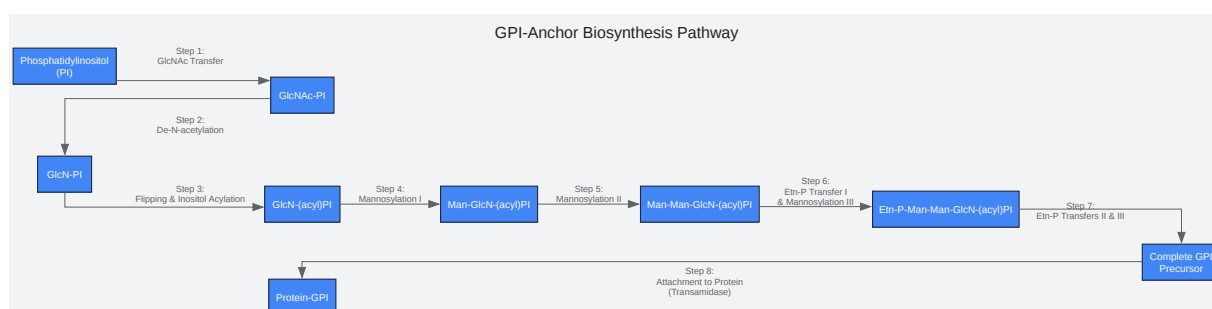 GPI-Anchor Biosynthesis Pathway
Phosphatidylinositol
(PI)
Step 1:
GlcNAc Transfer
GlcNAc-PI
Step 2:
De-N-acetylation
GlcN-PI
Step 3:
Flipping & Inositol Acylation
GlcN-(acyl)PI
Step 4:
Mannosylation I
Man-GlcN-(acyl)PI
Step 5:
Mannosylation II
Man-Man-GlcN-(acyl)PI
Step 6:
Etn-P Transfer I
& Mannosylation III
Etn-P-Man-Man-GlcN-(acyl)PI
Step 7:
Etn-P Transfers II & III
Complete GPI
Precursor
Step 8:
Attachment to Protein
(Transamidase)
Protein-GPI